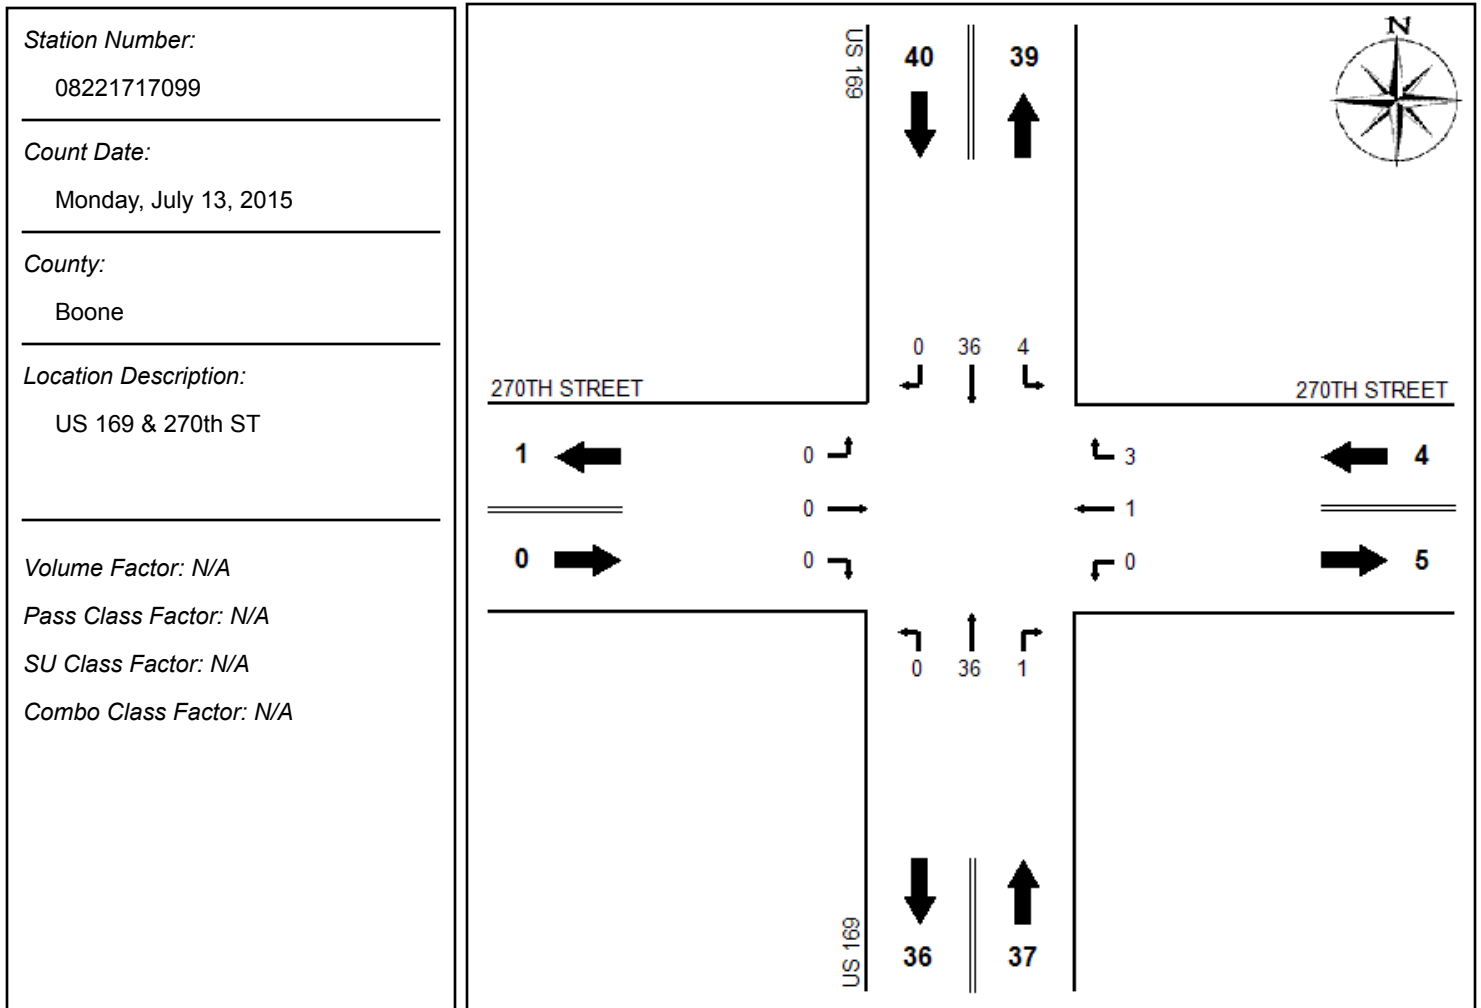 Station Number:
08221717099
Count Date:
Monday, July 13, 2015
County:
Boone
Location Description:
US 169 & 270th ST
Volume Factor: N/A
Pass Class Factor: N/A
SU Class Factor: N/A
Combo Class Factor: N/A
N
US 169
40 39
0 36 4
270TH STREET 270TH STREET
1 0 3 4
0 1
0 0 0 5
0 36 1
US 169
36 37